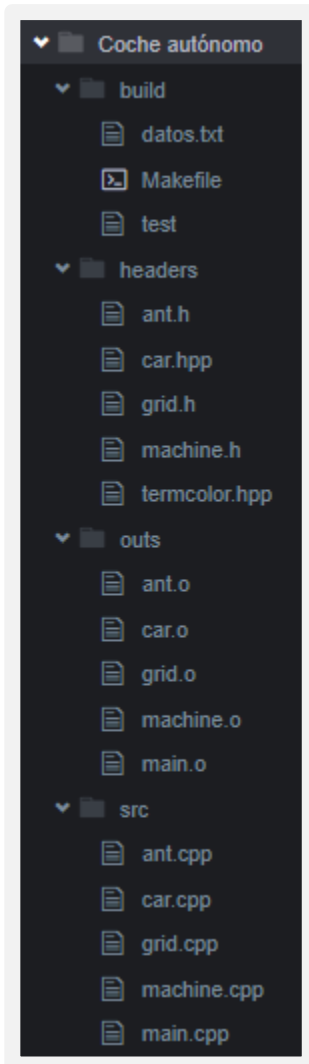 Coche autónomo
build
datos.txt
Makefile
test
headers
ant.h
car.hpp
grid.h
machine.h
termcolor.hpp
outs
ant.o
car.o
grid.o
machine.o
main.o
src
ant.cpp
car.cpp
grid.cpp
machine.cpp
main.cpp